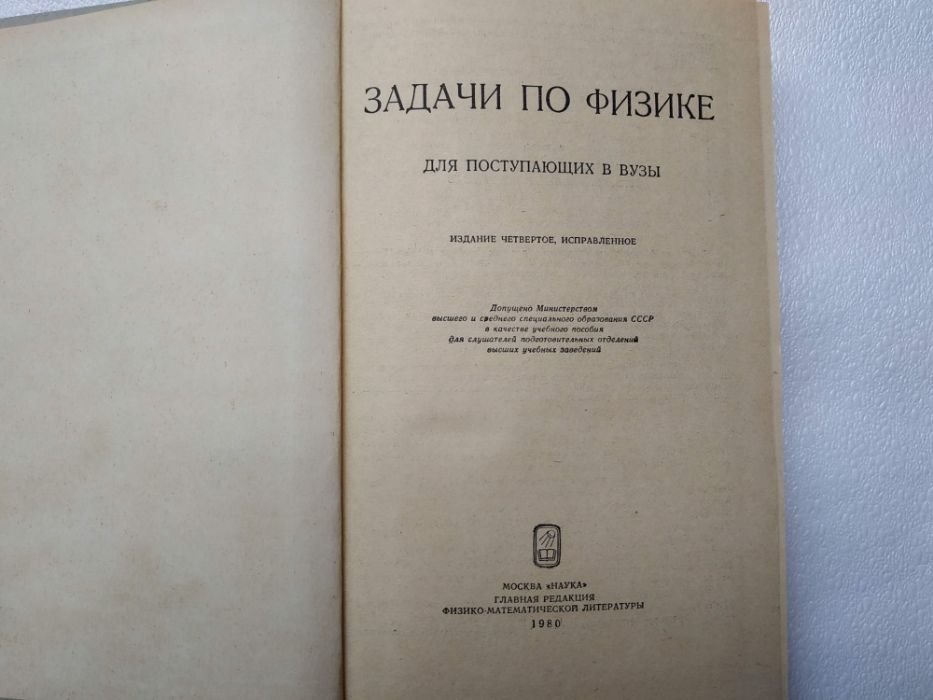 ЗАДАЧИ ПО ФИЗИКЕ
ДЛЯ ПОСТУПАЮЩИХ В ВУЗЫ
ИЗДАНИЕ ЧЕТВЕРТОЕ, ИСПРАВЛЕННОЕ
Допущено Министерством
высшего и среднего специального образования СССР
в качестве учебного пособия
для слушателей подготовительных отделений
высших учебных заведений
МОСКВА «НАУКА»
ГЛАВНАЯ РЕДАКЦИЯ
ФИЗИКО-МАТЕМАТИЧЕСКОЙ ЛИТЕРАТУРЫ
1980